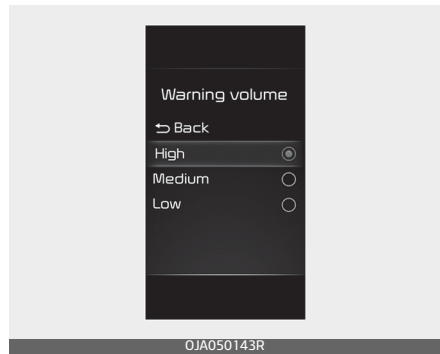 Warning volume
Back
High
Medium
Low
OJA050143R